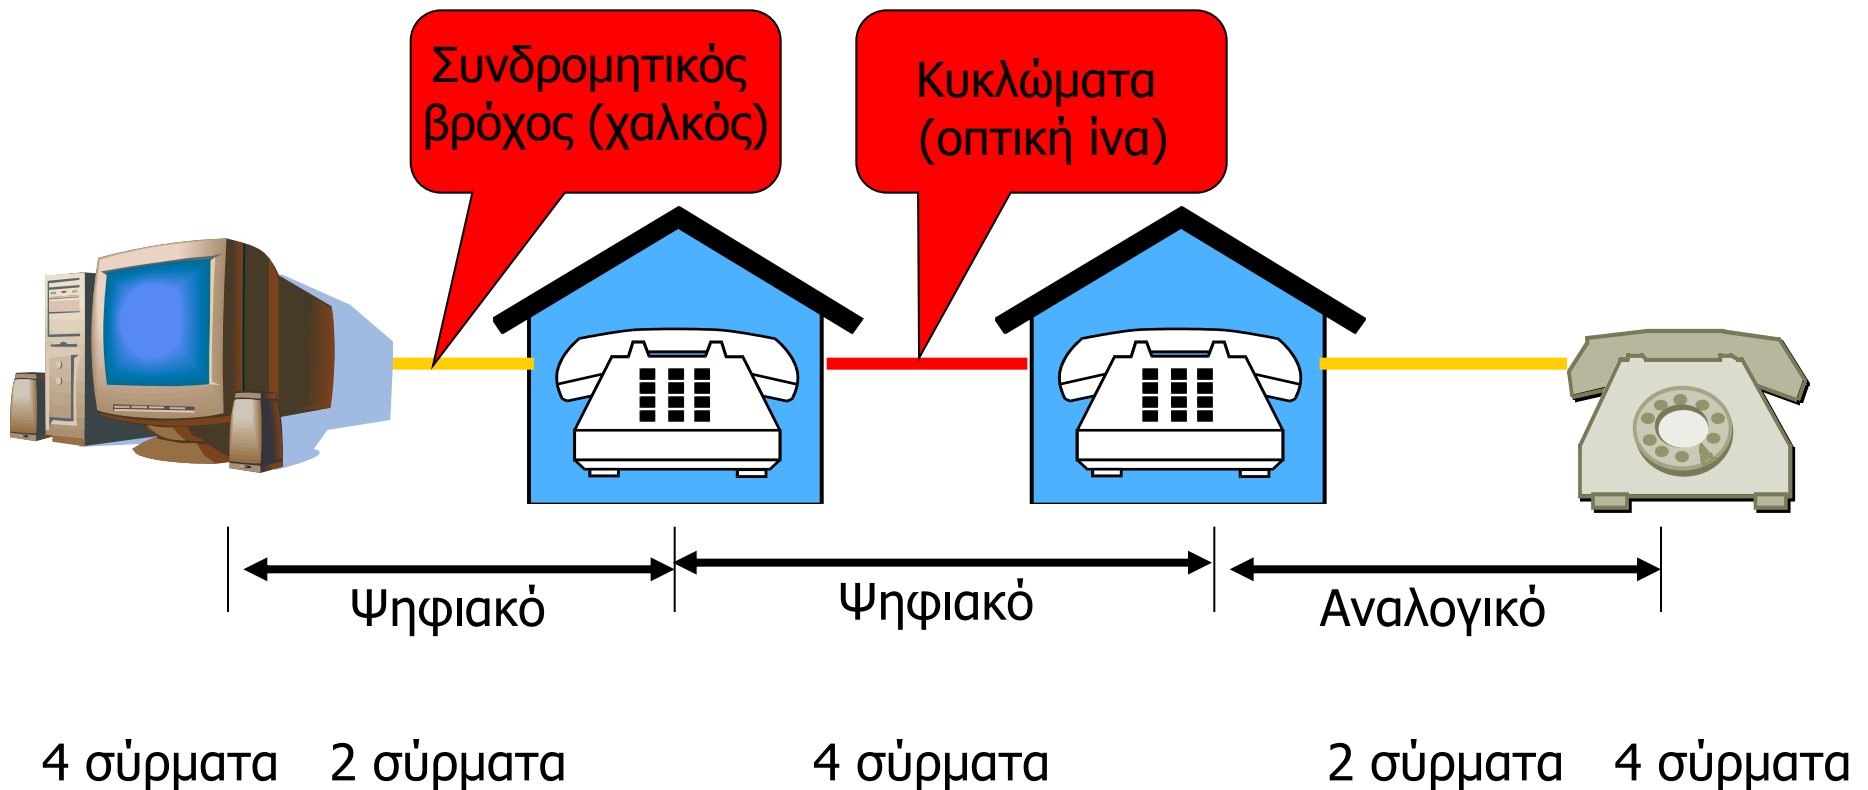 Συνδρομητικός
βρόχος (χαλκός)
Κυκλώματα
(οπτική ίνα)
Ψηφιακό
Ψηφιακό
Αναλογικό
4 σύρματα
2 σύρματα
4 σύρματα
2 σύρματα
4 σύρματα